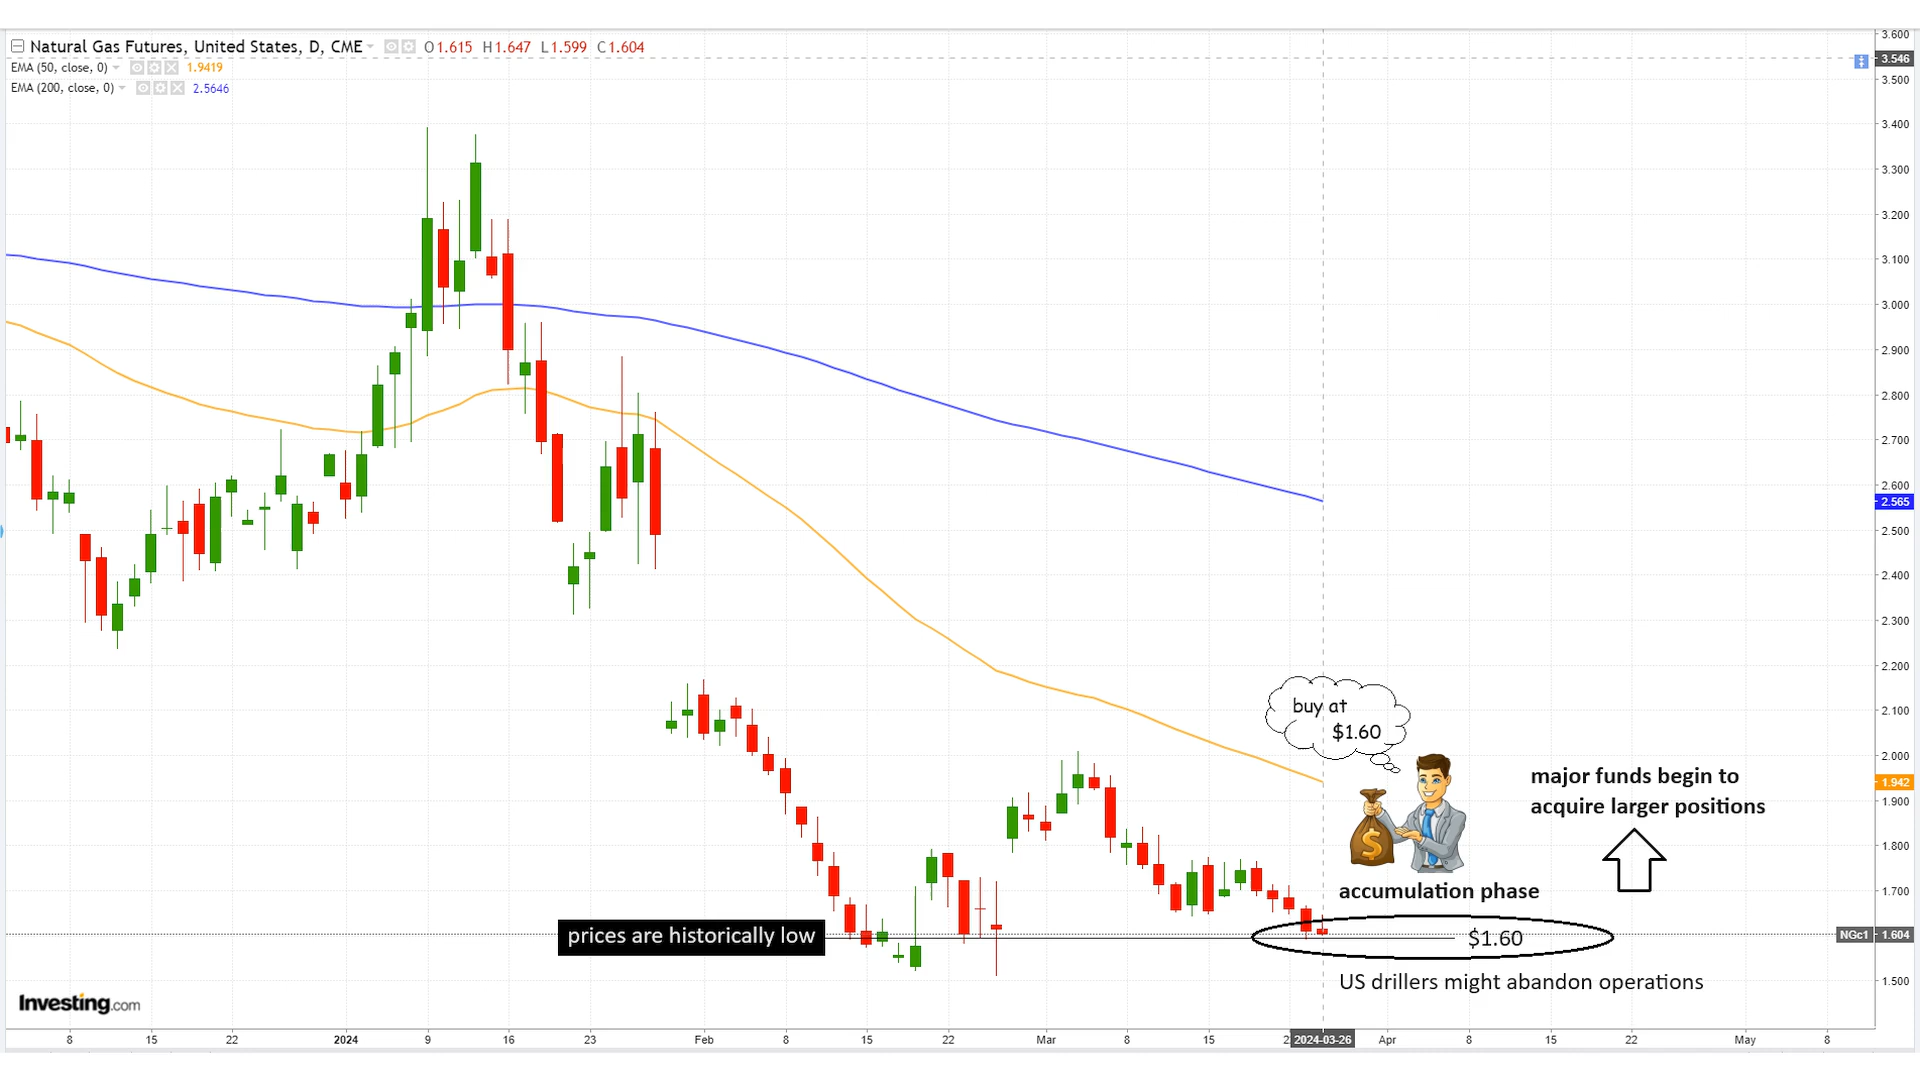 Natural Gas Futures, United States, D, CME O1.615 H1.647 L1.599 C1.604
EMA (50, close, 0) 1.9419
EMA (200, close, 0) 2.5646
3.600
3.546
3.500
3.400
3.300
3.200
3.100
3.000
2.900
2.800
2.700
2.600
2.565
2.500
2.400
2.300
2.200
2.100
2.000
1.942
1.900
1.800
1.700
NGc1 1.604
1.500
buy at
$1.60
major funds begin to
acquire larger positions
accumulation phase
prices are historically low
$1.60
US drillers might abandon operations
Investing.com
8 15 22 2024 9 16 23 Feb 8 15 22 Mar 8 15 2 2024-03-26 Apr 8 15 22 May 8